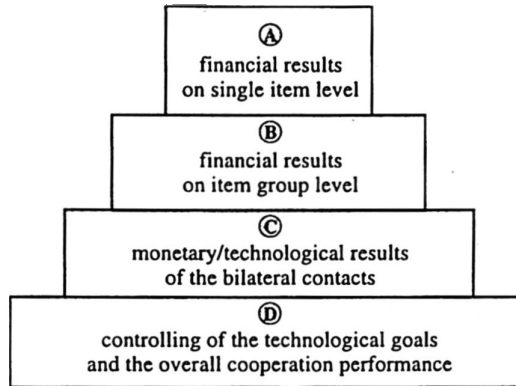 Ⓐ
financial results
on single item level
Ⓑ
financial results
on item group level
Ⓒ
monetary/technological results
of the bilateral contacts
Ⓓ
controlling of the technological goals
and the overall cooperation performance